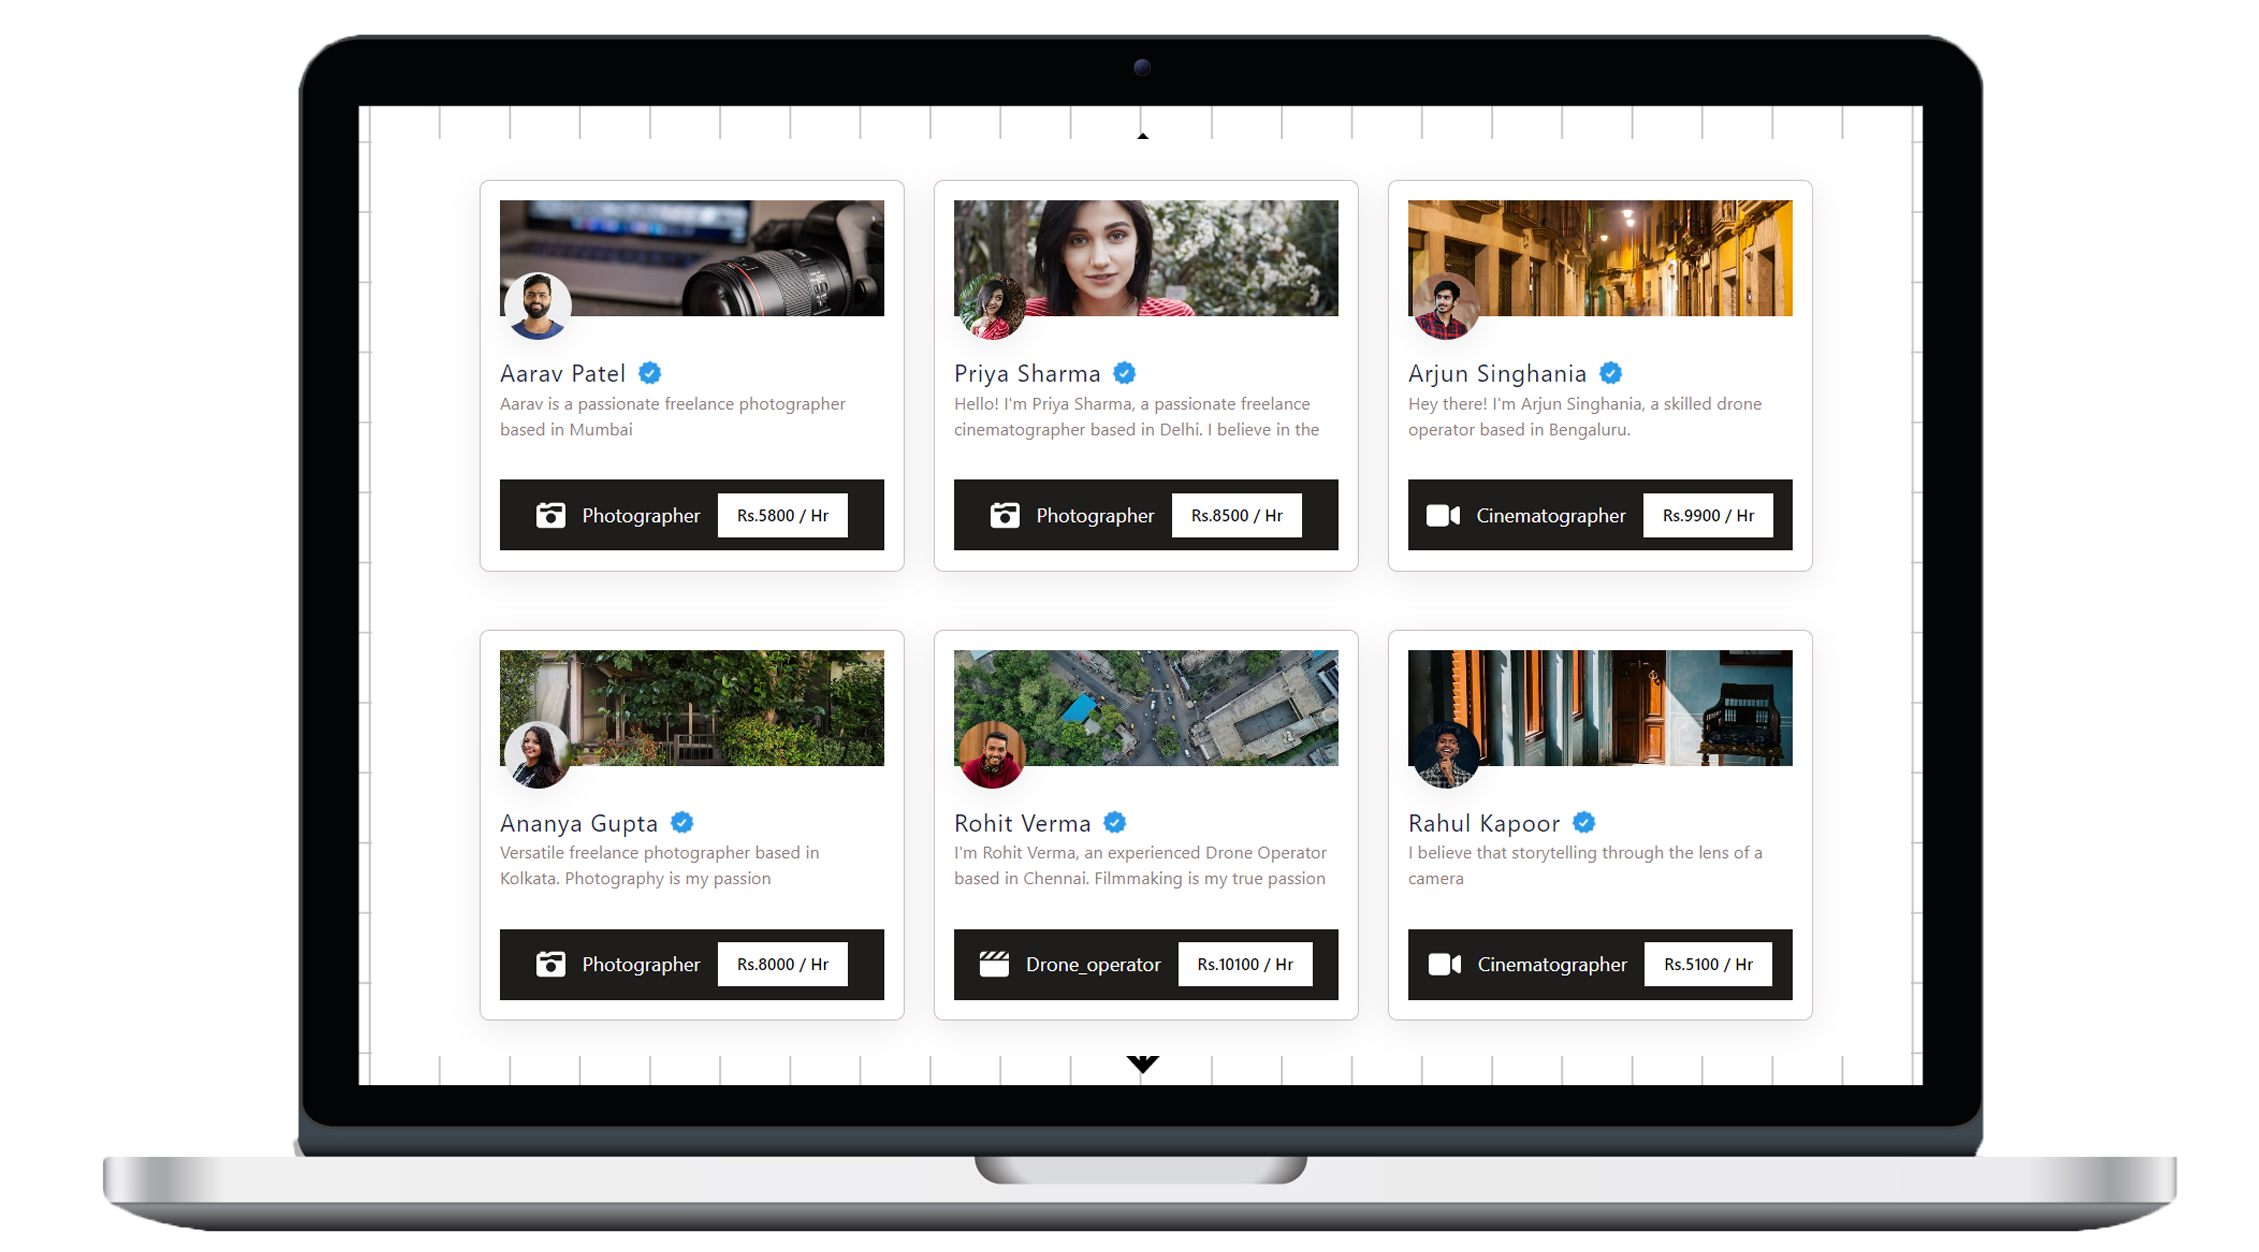 Aarav Patel
Aarav is a passionate freelance photographer
based in Mumbai
Photographer Rs.5800 / Hr
Priya Sharma
Hello! I'm Priya Sharma, a passionate freelance
cinematographer based in Delhi. I believe in the
Photographer Rs.8500 / Hr
Arjun Singhania
Hey there! I'm Arjun Singhania, a skilled drone
operator based in Bengaluru.
Cinematographer Rs.9900 / Hr
Ananya Gupta
Versatile freelance photographer based in
Kolkata. Photography is my passion
Photographer Rs.8000 / Hr
Rohit Verma
I'm Rohit Verma, an experienced Drone Operator
based in Chennai. Filmmaking is my true passion
Drone_operator Rs.10100 / Hr
Rahul Kapoor
I believe that storytelling through the lens of a
camera
Cinematographer Rs.5100 / Hr